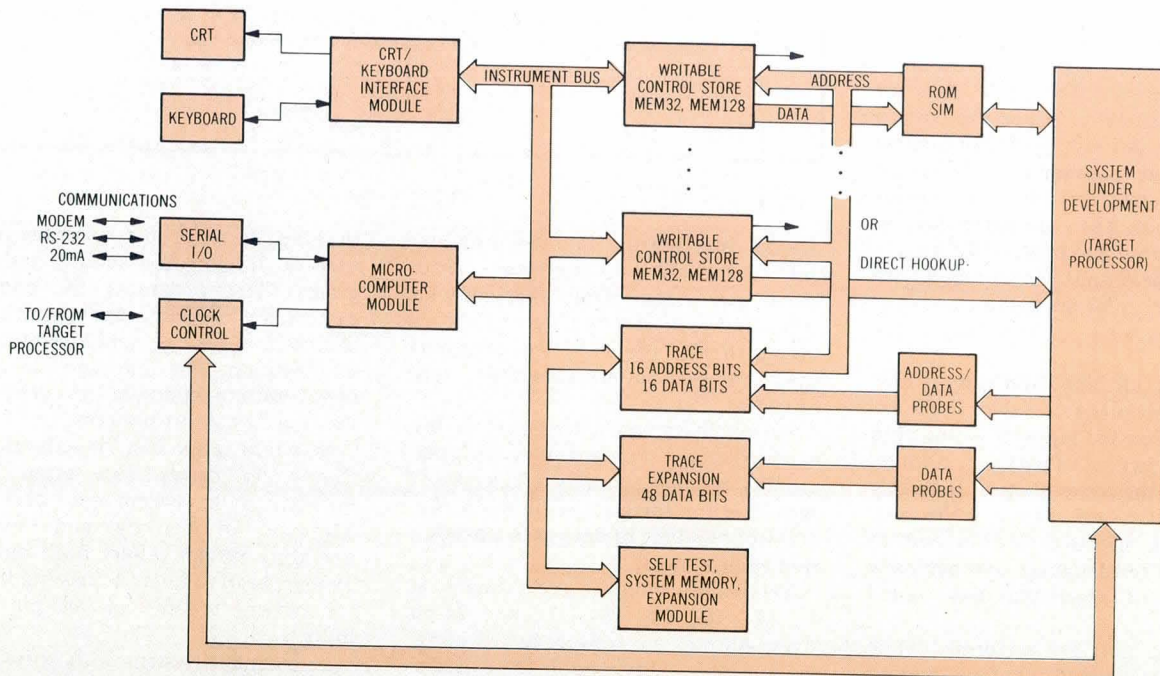 CRT
KEYBOARD
CRT/
KEYBOARD
INTERFACE
MODULE
INSTRUMENT BUS
WRITABLE
CONTROL STORE
MEM32, MEM128
ADDRESS
DATA
ROM
SIM
SYSTEM
UNDER
DEVELOPMENT
(TARGET
PROCESSOR)
COMMUNICATIONS
MODEM
RS-232
20mA
SERIAL
I/O
TO/FROM
TARGET
PROCESSOR
CLOCK
CONTROL
MICRO-
COMPUTER
MODULE
WRITABLE
CONTROL STORE
MEM32, MEM128
OR
DIRECT HOOKUP
TRACE
16 ADDRESS BITS
16 DATA BITS
ADDRESS/
DATA
PROBES
TRACE
EXPANSION
48 DATA BITS
DATA
PROBES
SELF TEST,
SYSTEM MEMORY,
EXPANSION
MODULE